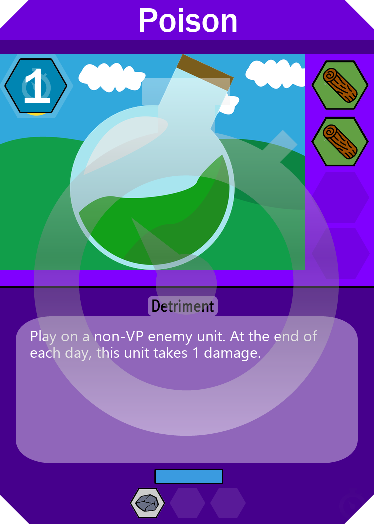 Poison
1
Detriment
Play on a non-VP enemy unit. At the end of
each day, this unit takes 1 damage.